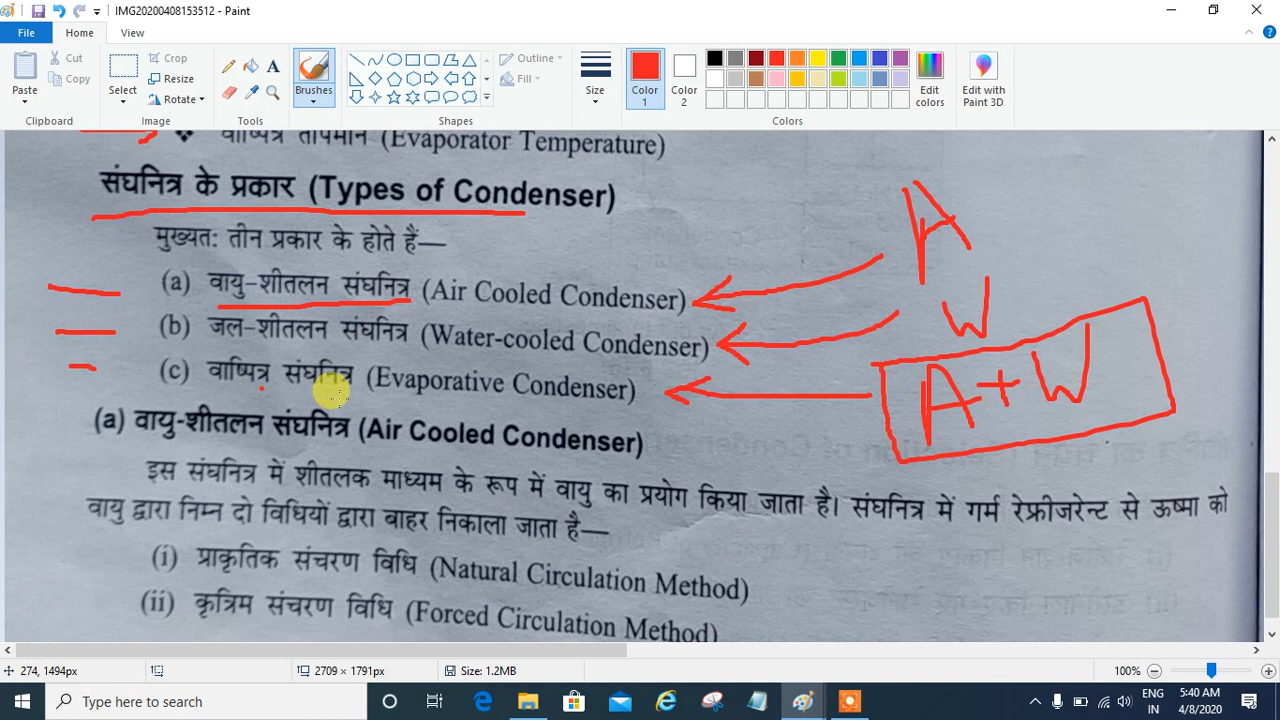 IMG20200408153512 - Paint
File Home View
Cut Crop Outline
Copy Resize Fill
Paste Select Rotate Brushes Size Color 1 Color 2 Edit colors Edit with Paint 3D
Clipboard Image Tools Shapes Colors
❖ वाष्पित्र तापमान (Evaporator Temperature)
संघनित्र के प्रकार (Types of Condenser)
मुख्यतः तीन प्रकार के होते हैं—
(a) वायु-शीतलन संघनित्र (Air Cooled Condenser)
A
(b) जल-शीतलन संघनित्र (Water-cooled Condenser)
W
(c) वाष्पित्र संघनित्र (Evaporative Condenser)
A+W
(a) वायु-शीतलन संघनित्र (Air Cooled Condenser)
इस संघनित्र में शीतलक माध्यम के रूप में वायु का प्रयोग किया जाता है। संघनित्र में गर्म रेफ्रीजरेन्ट से ऊष्मा को
वायु द्वारा निम्न दो विधियों द्वारा बाहर निकाला जाता है—
(i) प्राकृतिक संचरण विधि (Natural Circulation Method)
(ii) कृत्रिम संचरण विधि (Forced Circulation Method)
274, 1494px 2709 × 1791px Size: 1.2MB 100%
Type here to search
ENG 5:40 AM
IN 4/8/2020